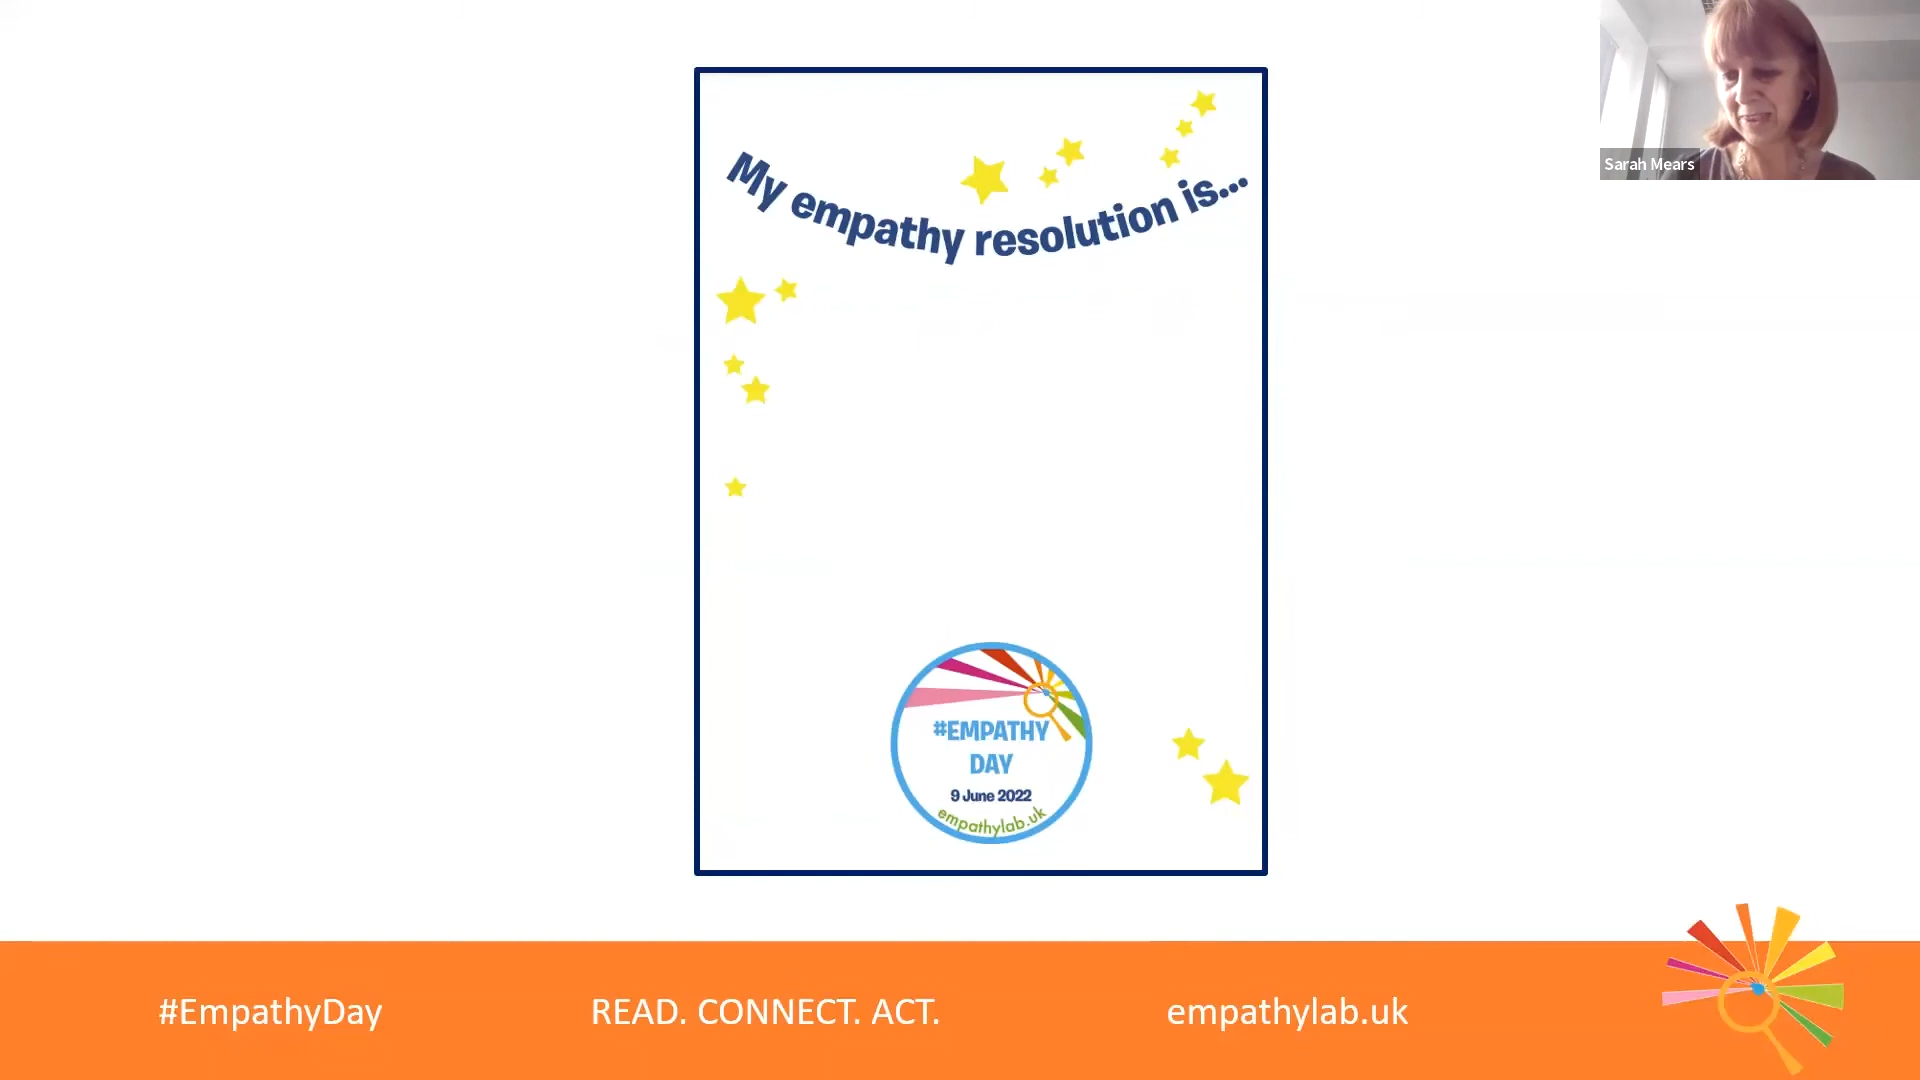 Sarah Mears
My empathy resolution is...
#EMPATHY
DAY
9 June 2022
empathylab.uk
#EmpathyDay
READ. CONNECT. ACT.
empathylab.uk